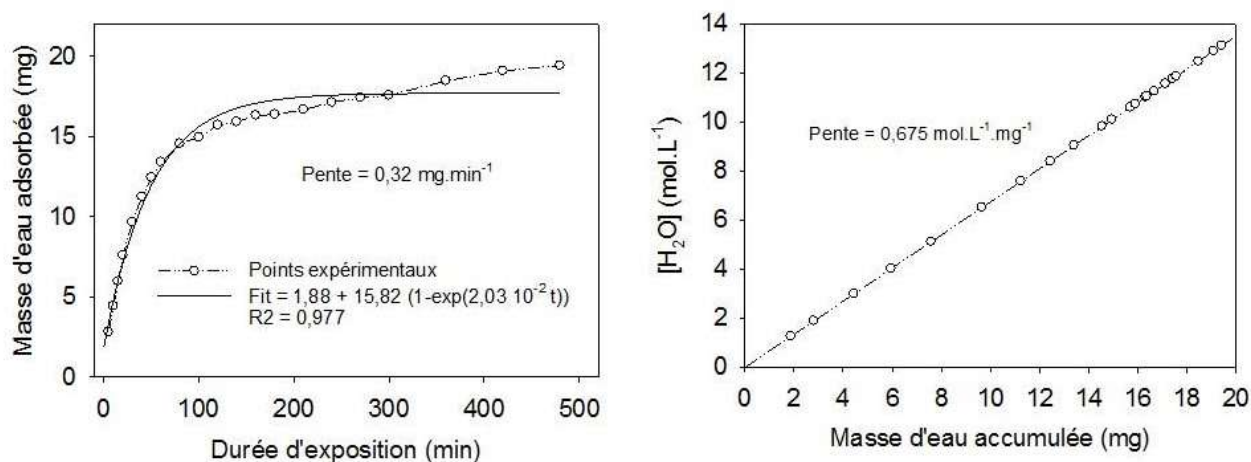 Masse d'eau adsorbée (mg)
20
15
10
5
0
Pente = 0,32 mg.min⁻¹
Points expérimentaux
Fit = 1,88 + 15,82 (1-exp(2,03 10⁻² t))
R2 = 0,977
0 100 200 300 400 500
Durée d'exposition (min)
[H₂O] (mol.L⁻¹)
14
12
10
8
6
4
2
0
Pente = 0,675 mol.L⁻¹.mg⁻¹
0 2 4 6 8 10 12 14 16 18 20
Masse d'eau accumulée (mg)